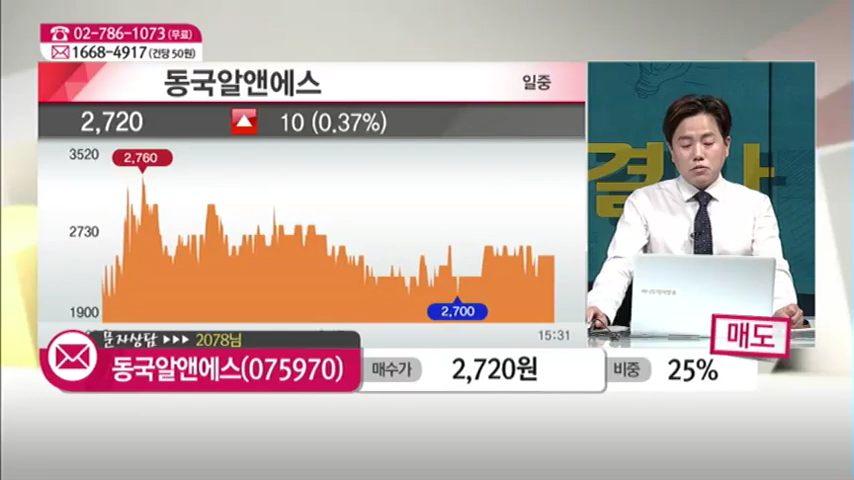 02-786-1073 (무료)
1668-4917 (건당 50원)
동국알앤에스
일중
2,720
10 (0.37%)
3520
2,760
2730
1900
2,700
15:31
결
문자상담 ▶▶▶ 2078님
매도
동국알앤에스(075970)
매수가
2,720원
비중
25%